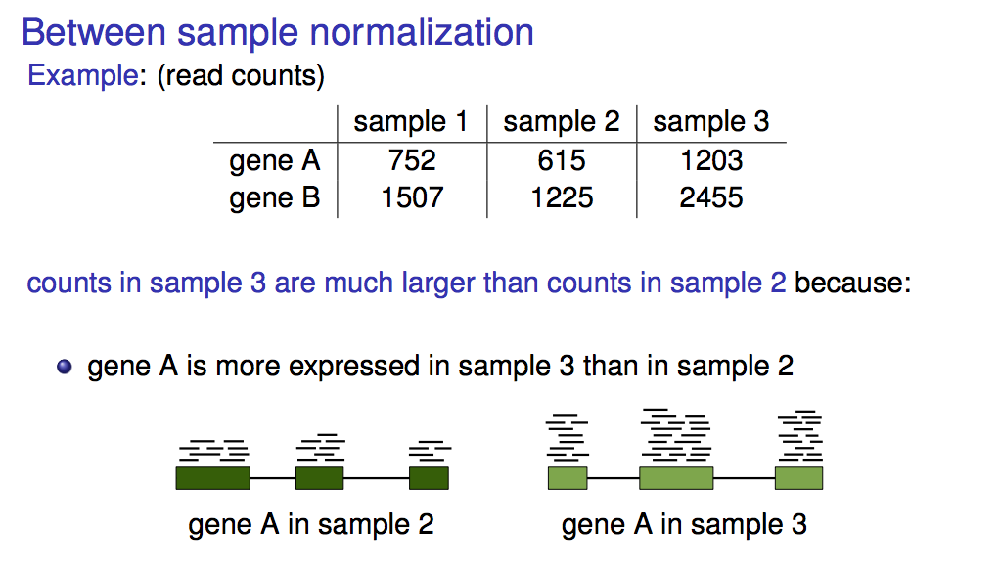 Between sample normalization
Example: (read counts)
sample 1 sample 2 sample 3
gene A 752 615 1203
gene B 1507 1225 2455
counts in sample 3 are much larger than counts in sample 2 because:
gene A is more expressed in sample 3 than in sample 2
gene A in sample 2 gene A in sample 3